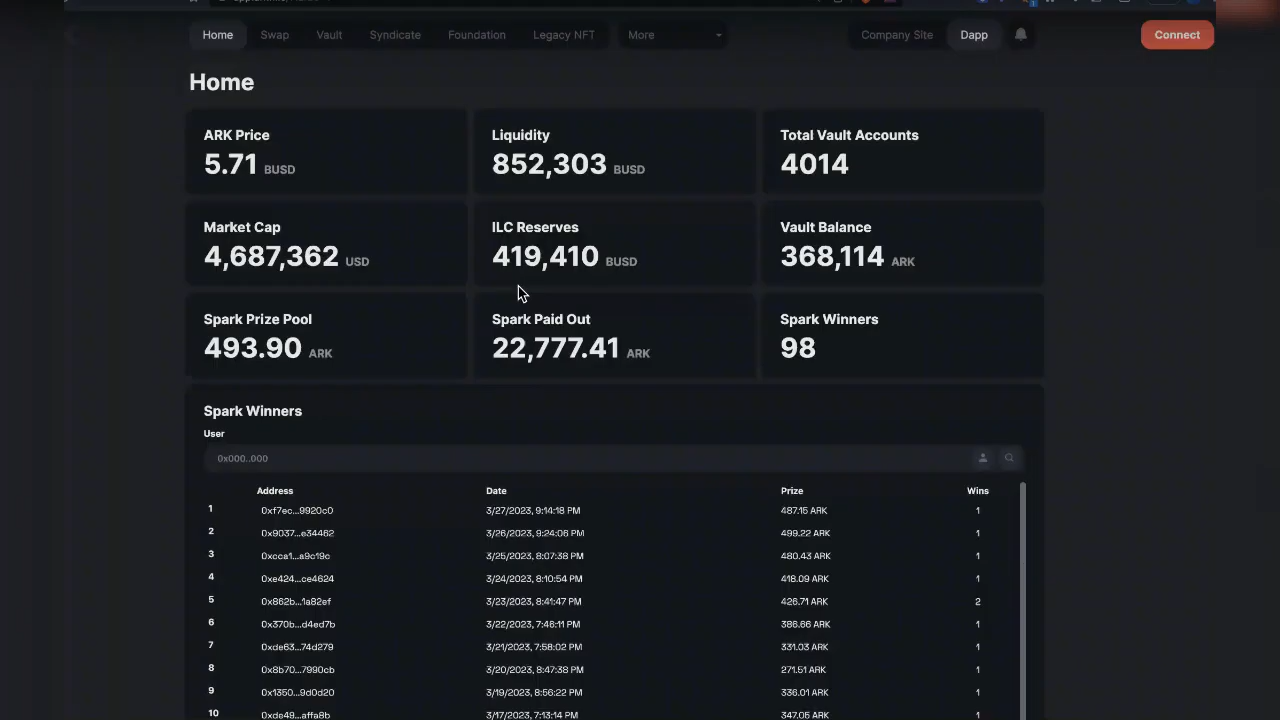 Home Swap Vault Syndicate Foundation Legacy NFT More Company Site Dapp Connect
Home
ARK Price Liquidity Total Vault Accounts
5.71 BUSD 852,303 BUSD 4014
Market Cap ILC Reserves Vault Balance
4,687,362 USD 419,410 BUSD 368,114 ARK
Spark Prize Pool Spark Paid Out Spark Winners
493.90 ARK 22,777.41 ARK 98
Spark Winners
User
0x000..000
Address Date Prize Wins
1 0xf7ec...9920c0 3/27/2023, 9:14:18 PM 487.15 ARK 1
2 0x9037...e34462 3/26/2023, 9:24:06 PM 499.22 ARK 1
3 0xcca1...a9c19c 3/25/2023, 8:07:38 PM 480.43 ARK 1
4 0xe424...ce4624 3/24/2023, 8:10:54 PM 418.09 ARK 1
5 0x862b...1a82ef 3/23/2023, 8:41:47 PM 426.71 ARK 2
6 0x370b...d4ed7b 3/22/2023, 7:46:11 PM 386.66 ARK 1
7 0xde63...74d279 3/21/2023, 7:58:02 PM 331.03 ARK 1
8 0x8b70...7990cb 3/20/2023, 8:47:38 PM 271.51 ARK 1
9 0x1350...9d0d20 3/19/2023, 8:56:22 PM 336.01 ARK 1
10 0xde49...affa8b 3/17/2023, 7:13:14 PM 347.05 ARK 1